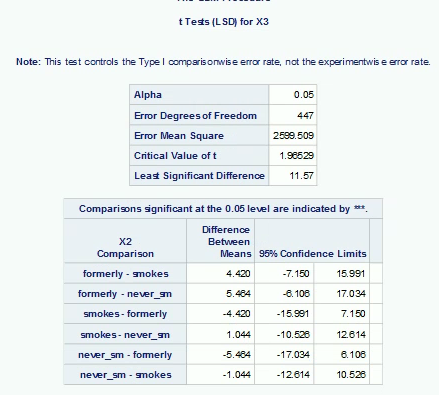 The GLM Procedure
t Tests (LSD) for X3
Note: This test controls the Type I comparisonwise error rate, not the experimentwise error rate.
Alpha 0.05
Error Degrees of Freedom 447
Error Mean Square 2599.509
Critical Value of t 1.96529
Least Significant Difference 11.57
Comparisons significant at the 0.05 level are indicated by ***.
X2 Comparison Difference Between Means 95% Confidence Limits
formerly - smokes 4.420 -7.150 15.991
formerly - never_sm 5.464 -6.106 17.034
smokes - formerly -4.420 -15.991 7.150
smokes - never_sm 1.044 -10.526 12.614
never_sm - formerly -5.464 -17.034 6.106
never_sm - smokes -1.044 -12.614 10.526